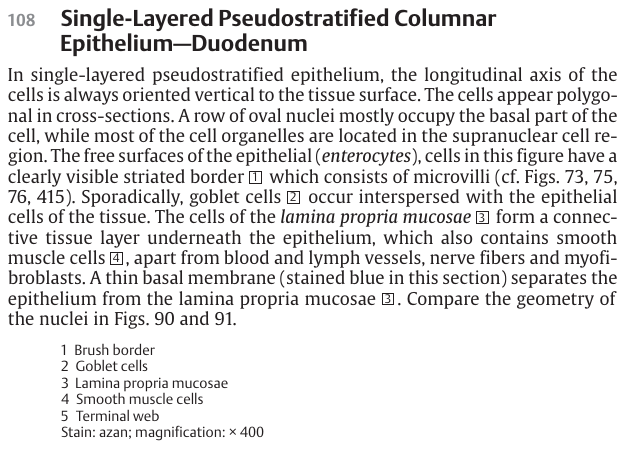 108 Single-Layered Pseudostratified Columnar
Epithelium—Duodenum
In single-layered pseudostratified epithelium, the longitudinal axis of the
cells is always oriented vertical to the tissue surface. The cells appear polygo-
nal in cross-sections. A row of oval nuclei mostly occupy the basal part of the
cell, while most of the cell organelles are located in the supranuclear cell re-
gion. The free surfaces of the epithelial (enterocytes), cells in this figure have a
clearly visible striated border 1 which consists of microvilli (cf. Figs. 73, 75,
76, 415). Sporadically, goblet cells 2 occur interspersed with the epithelial
cells of the tissue. The cells of the lamina propria mucosae 3 form a connec-
tive tissue layer underneath the epithelium, which also contains smooth
muscle cells 4, apart from blood and lymph vessels, nerve fibers and myofi-
broblasts. A thin basal membrane (stained blue in this section) separates the
epithelium from the lamina propria mucosae 3. Compare the geometry of
the nuclei in Figs. 90 and 91.
1 Brush border
2 Goblet cells
3 Lamina propria mucosae
4 Smooth muscle cells
5 Terminal web
Stain: azan; magnification: × 400